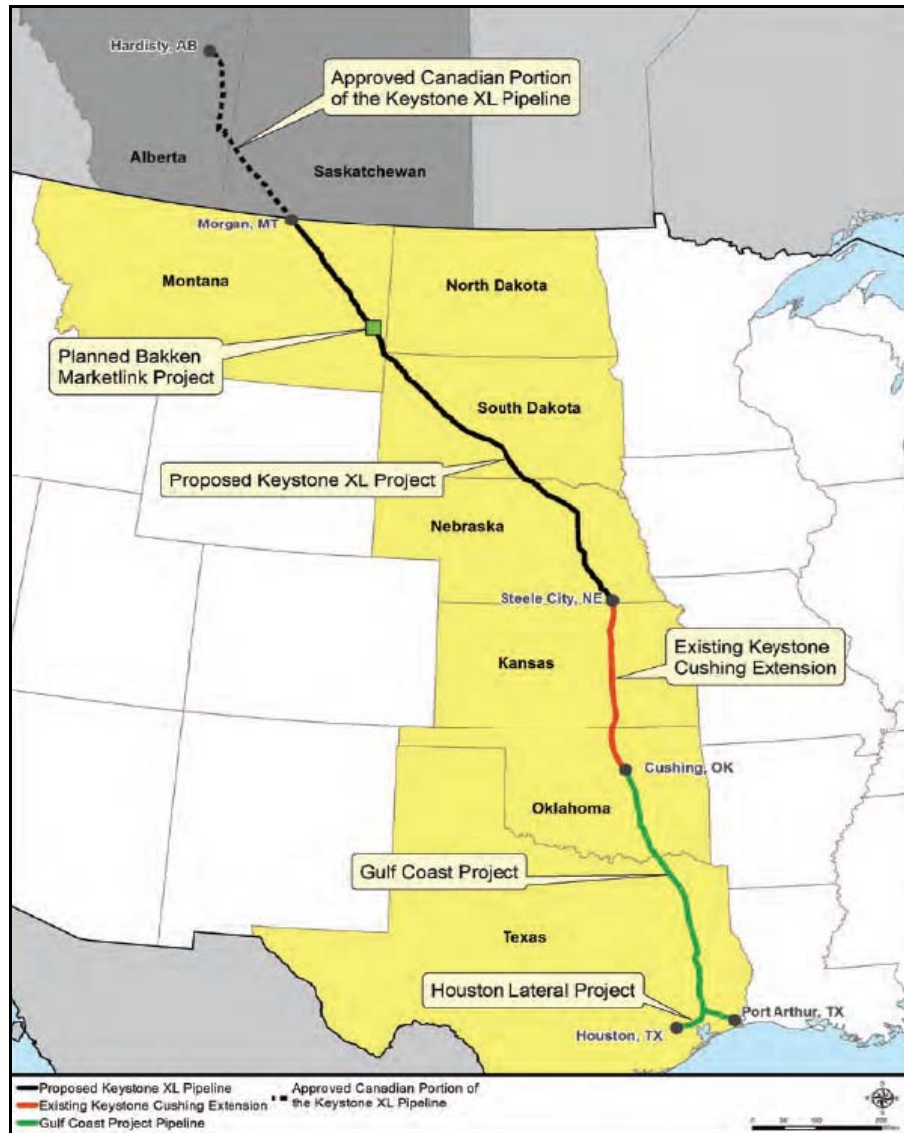 Hardisty, AB
Approved Canadian Portion
of the Keystone XL Pipeline
Alberta
Saskatchewan
Morgan, MT
Montana
North Dakota
Planned Bakken
Marketlink Project
South Dakota
Proposed Keystone XL Project
Nebraska
Steele City, NE
Existing Keystone
Cushing Extension
Kansas
Cushing, OK
Oklahoma
Gulf Coast Project
Texas
Houston Lateral Project
Port Arthur, TX
Houston, TX
Proposed Keystone XL Pipeline
Existing Keystone Cushing Extension
Gulf Coast Project Pipeline
Approved Canadian Portion of
the Keystone XL Pipeline